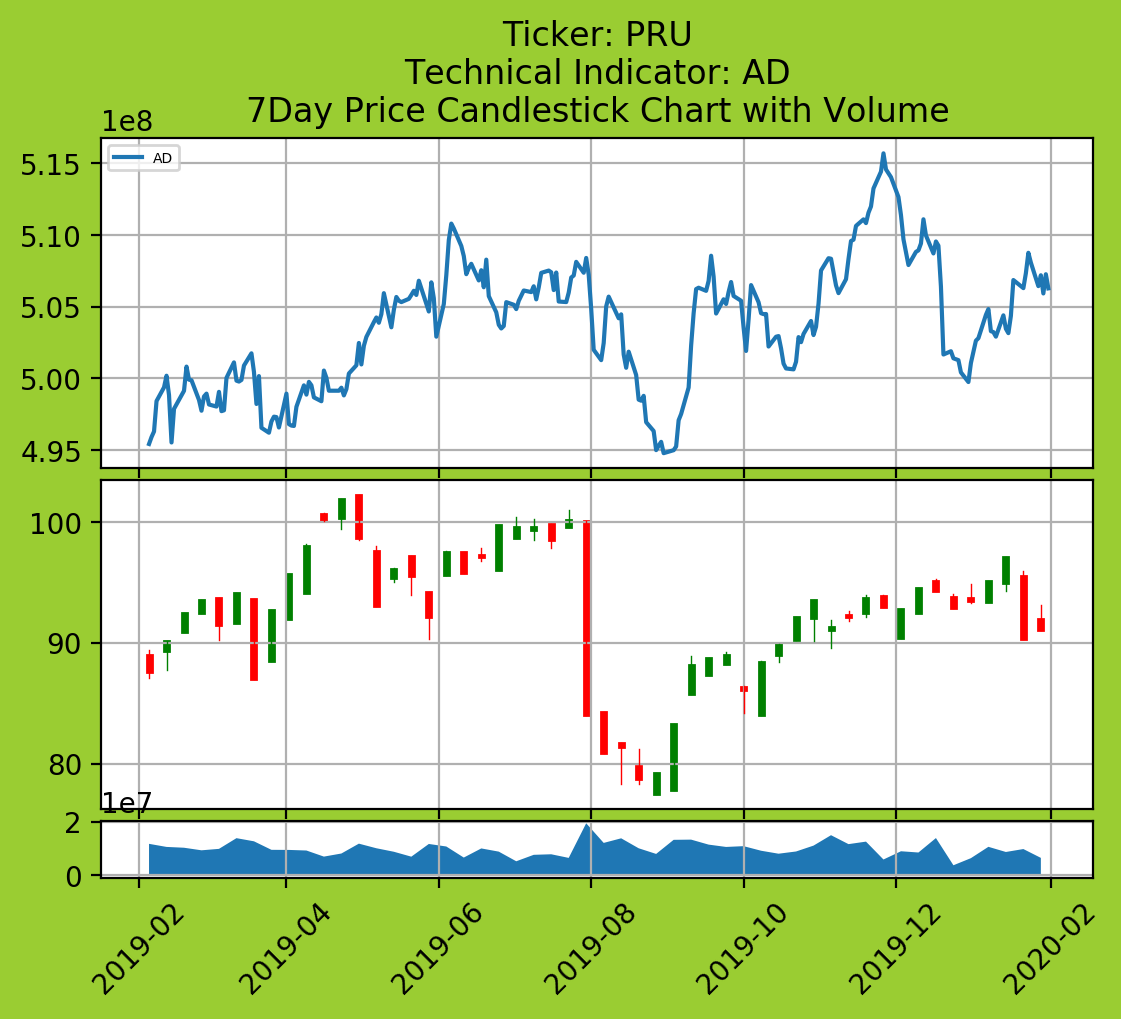 Ticker: PRU
Technical Indicator: AD
7Day Price Candlestick Chart with Volume
1e8
AD
5.15
5.10
5.05
5.00
4.95
100
90
80
1e7
2
0
2019-02
2019-04
2019-06
2019-08
2019-10
2019-12
2020-02